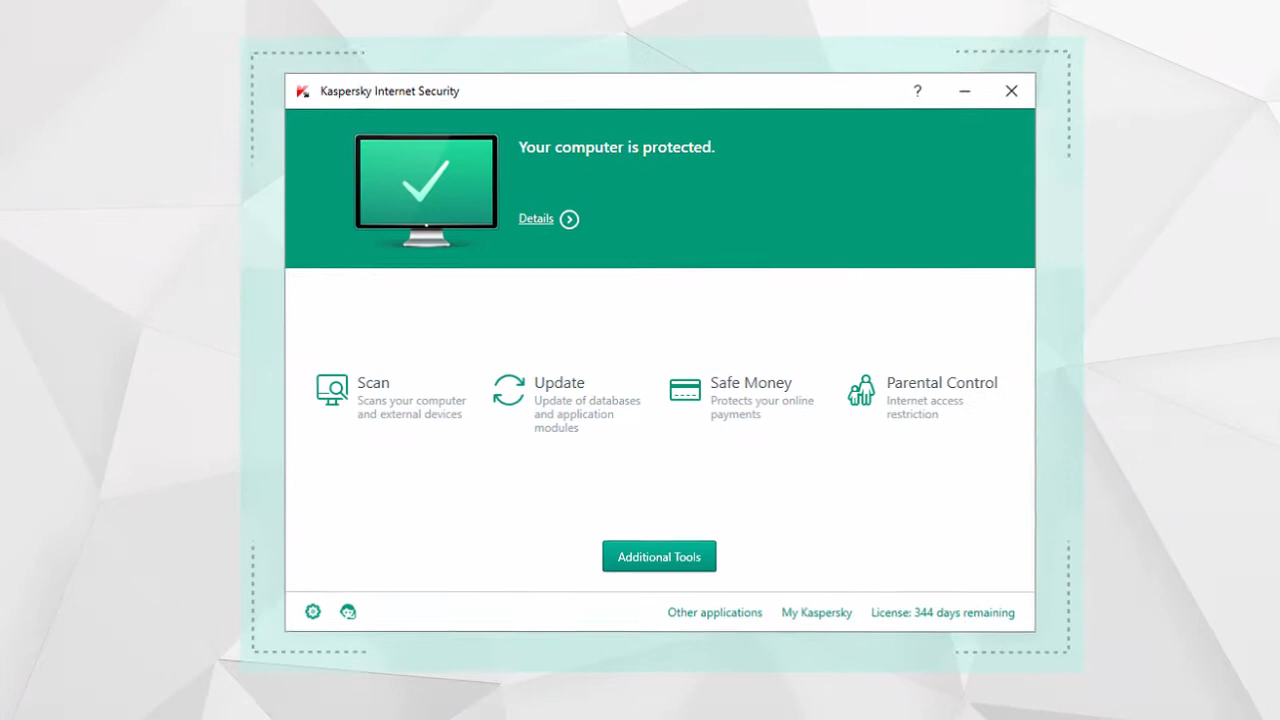 Kaspersky Internet Security
?
Your computer is protected.
Details
Scan
Scans your computer
and external devices
Update
Update of databases
and application
modules
Safe Money
Protects your online
payments
Parental Control
Internet access
restriction
Additional Tools
Other applications
My Kaspersky
License: 344 days remaining